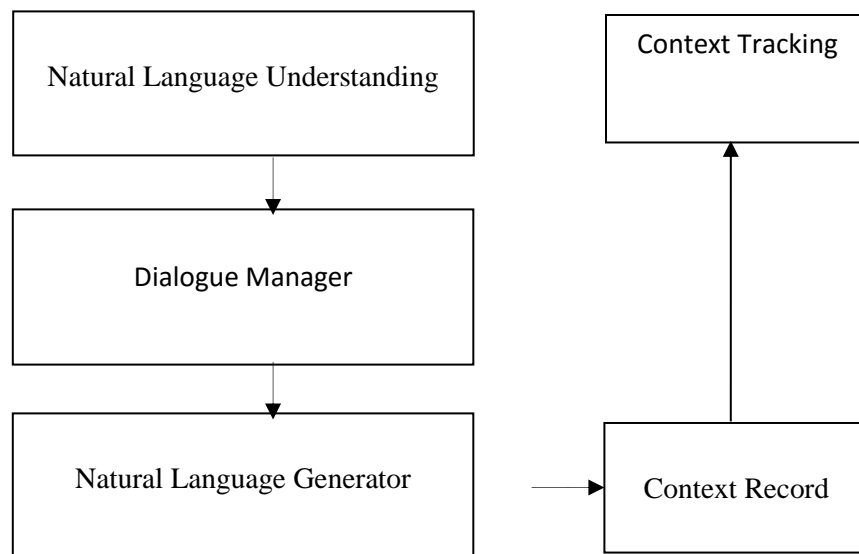 Natural Language Understanding
Context Tracking
Dialogue Manager
Natural Language Generator
Context Record